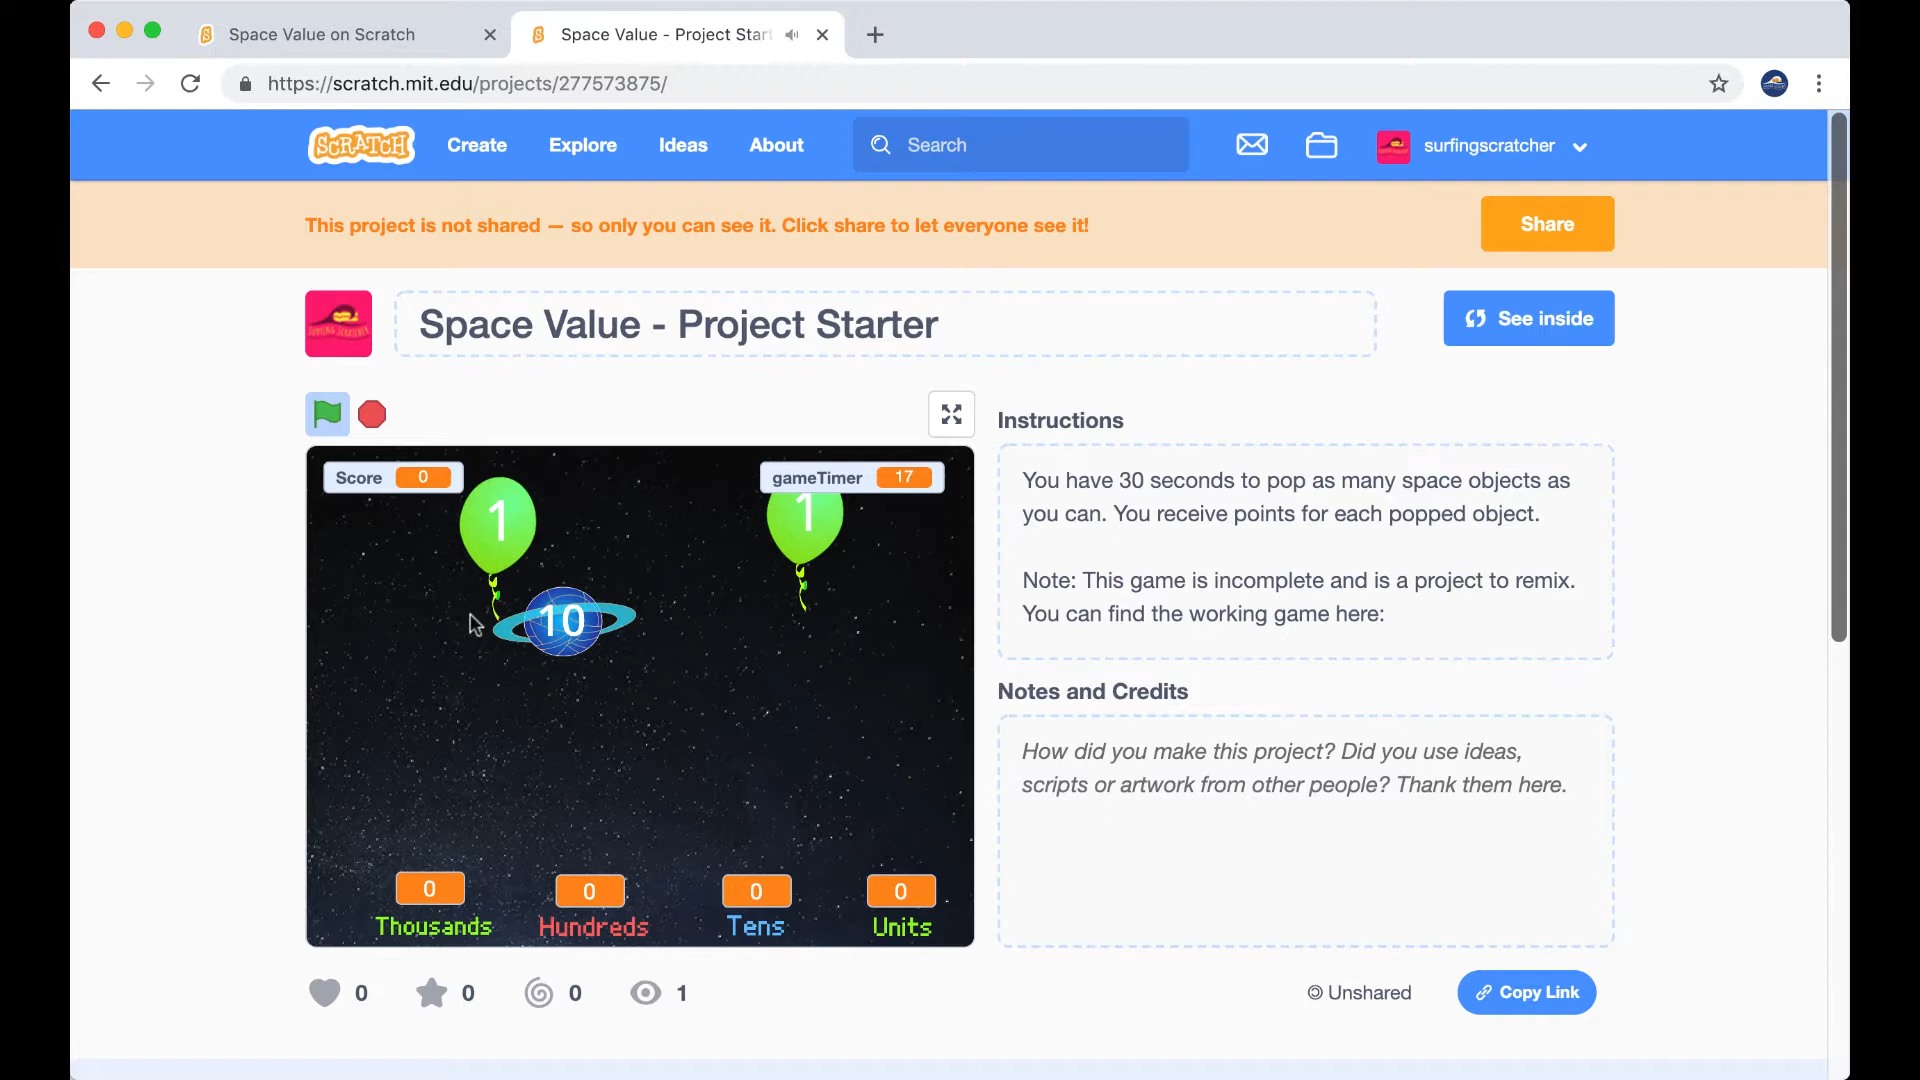 Space Value on Scratch
Space Value - Project Star
https://scratch.mit.edu/projects/277573875/
SCRATCH
Create
Explore
Ideas
About
Search
surfingscratcher
This project is not shared — so only you can see it. Click share to let everyone see it!
Share
Space Value - Project Starter
See inside
Instructions
Score 0
gameTimer 17
1
1
10
You have 30 seconds to pop as many space objects as
you can. You receive points for each popped object.
Note: This game is incomplete and is a project to remix.
You can find the working game here:
Notes and Credits
How did you make this project? Did you use ideas,
scripts or artwork from other people? Thank them here.
0
0
0
0
Thousands
Hundreds
Tens
Units
0
0
0
1
Unshared
Copy Link